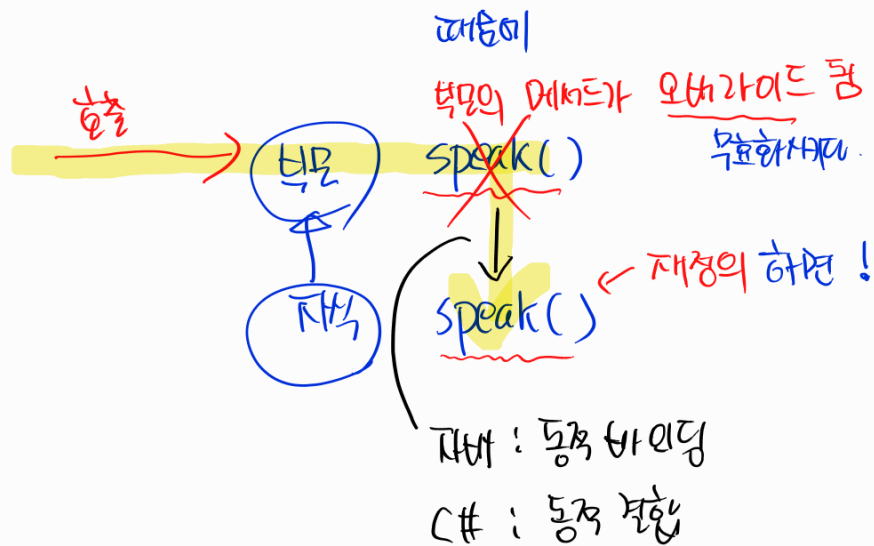 때문에
부모의 메서드가 오버라이드 됨
호출
부모 speak()
무효화시키다.
자식 speak()
재정의 하면!
자바 : 동적 바인딩
C# : 동적 결합